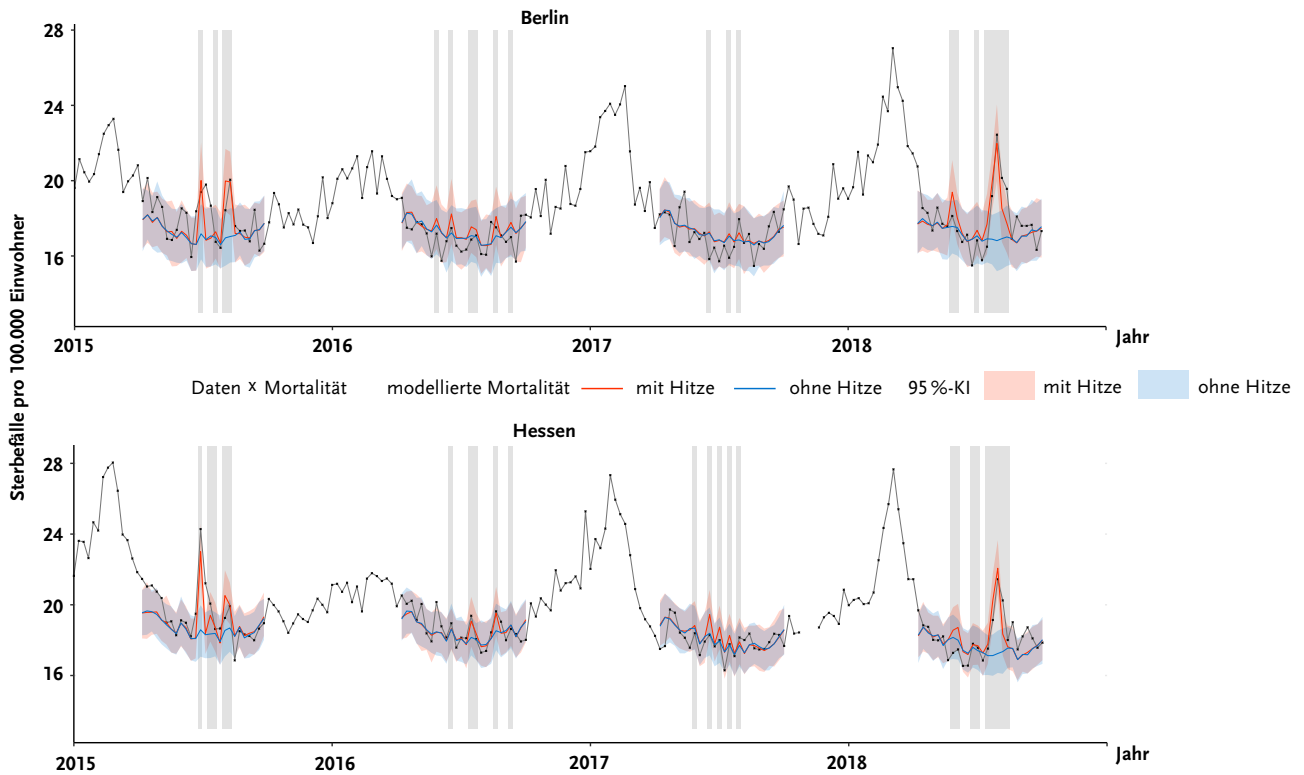 Berlin
28
24
20
16
2015 2016 2017 2018
Jahr
Sterbefälle pro 100.000 Einwohner
Daten x Mortalität modellierte Mortalität mit Hitze ohne Hitze 95 %-KI mit Hitze ohne Hitze
Hessen
28
24
20
16
2015 2016 2017 2018
Jahr